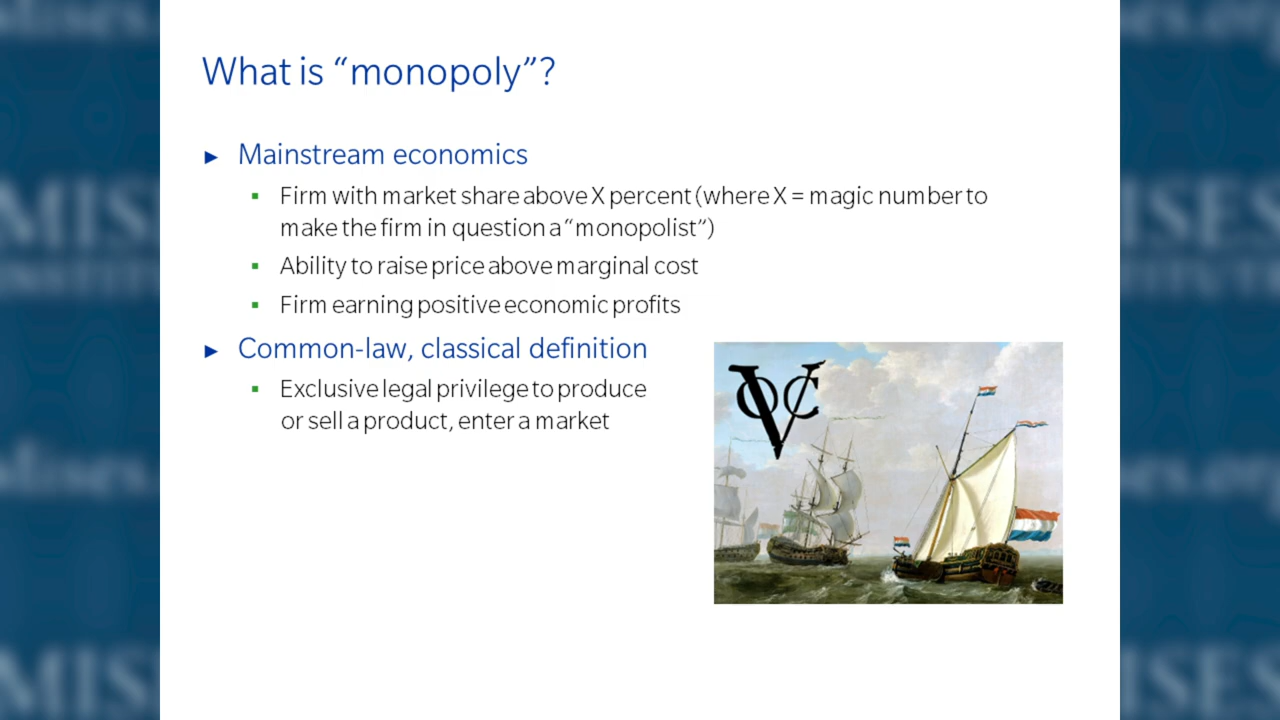 What is “monopoly”?
► Mainstream economics
▪ Firm with market share above X percent (where X = magic number to
make the firm in question a “monopolist”)
▪ Ability to raise price above marginal cost
▪ Firm earning positive economic profits
► Common-law, classical definition
▪ Exclusive legal privilege to produce
or sell a product, enter a market
VOC
MISES